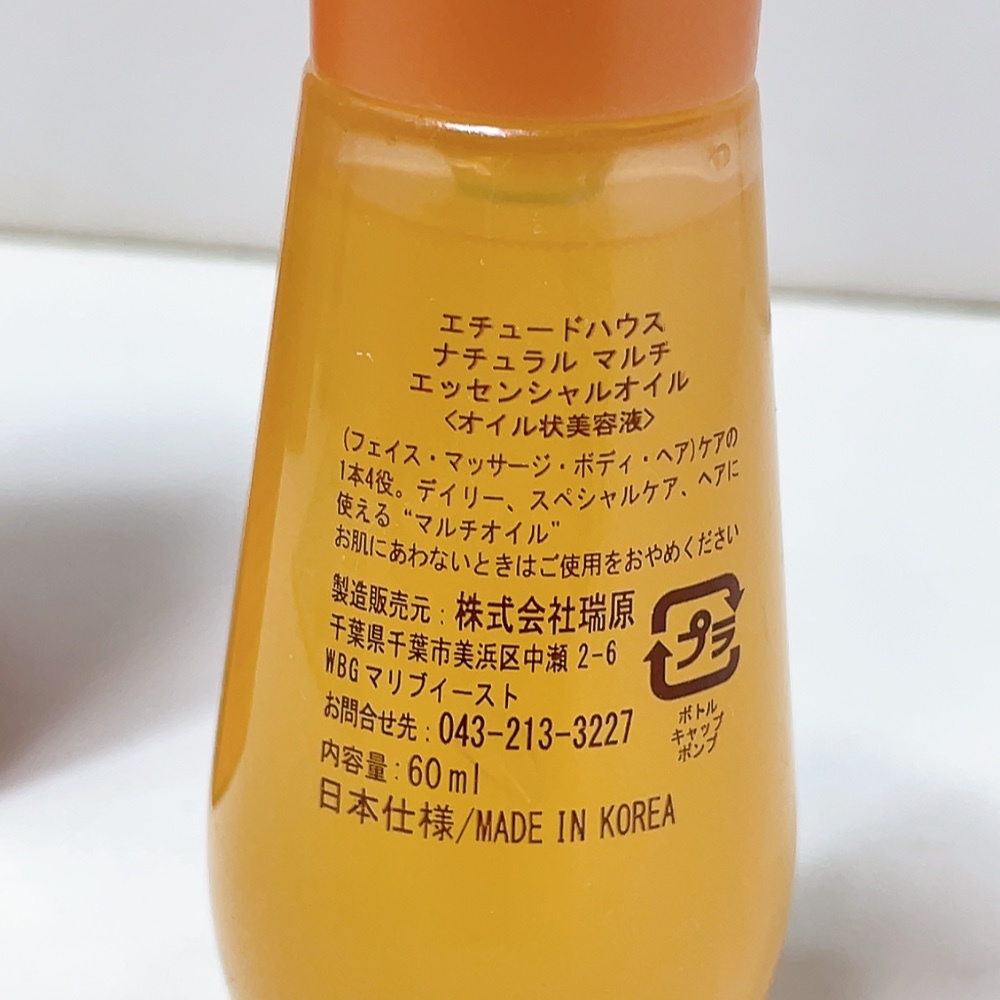 エチュードハウス
ナチュラル マルチ
エッセンシャルオイル
<オイル状美容液>
(フェイス・マッサージ・ボディ・ヘア)ケアの
1本4役。デイリー、スペシャルケア、ヘアに
使える “マルチオイル”
お肌にあわないときはご使用をおやめください
製造販売元：株式会社瑞原
千葉県千葉市美浜区中瀬 2-6
WBG マリブイースト
お問合せ先：043-213-3227
内容量：60ml
日本仕様/MADE IN KOREA
プラ
ボトル
キャップ
ポンプ